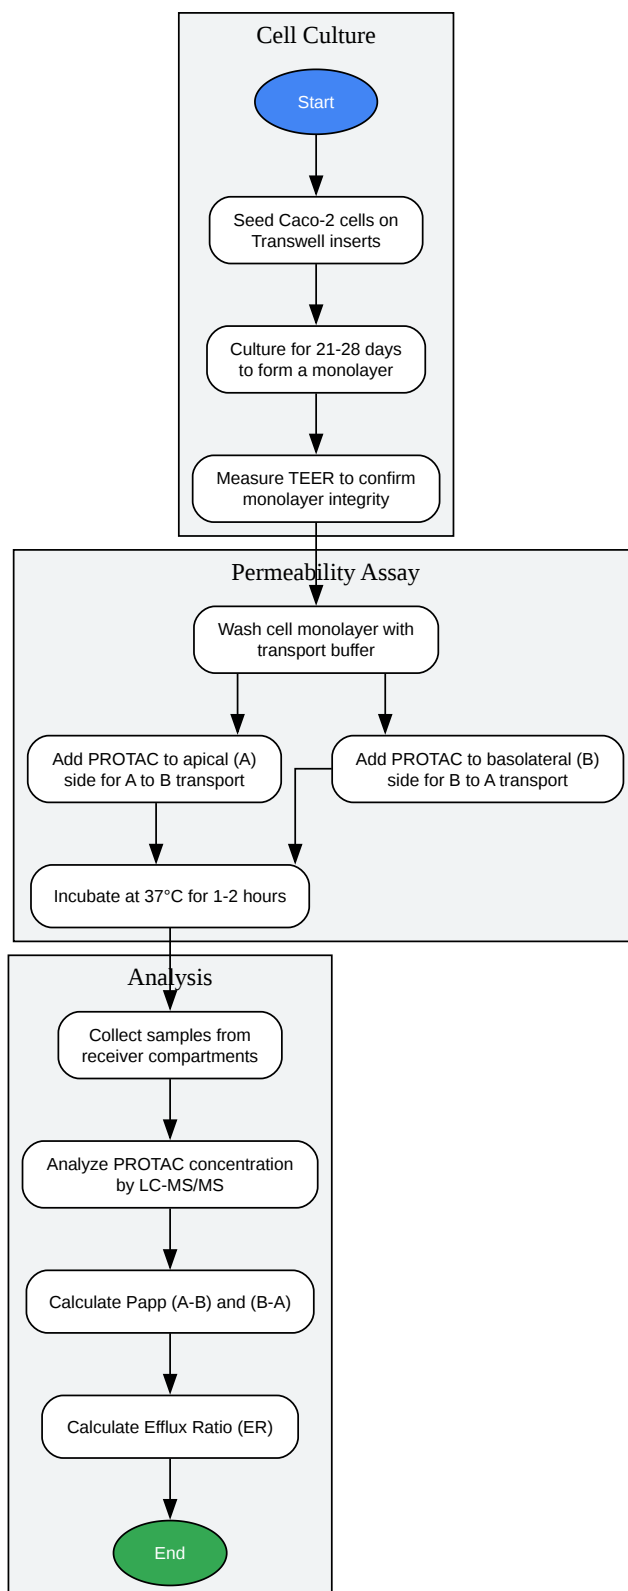 Cell Culture
Start
Seed Caco-2 cells on
Transwell inserts
Culture for 21-28 days
to form a monolayer
Measure TEER to confirm
monolayer integrity
Permeability Assay
Wash cell monolayer with
transport buffer
Add PROTAC to apical (A)
side for A to B transport
Add PROTAC to basolateral (B)
side for B to A transport
Incubate at 37°C for 1-2 hours
Analysis
Collect samples from
receiver compartments
Analyze PROTAC concentration
by LC-MS/MS
Calculate Papp (A-B) and (B-A)
Calculate Efflux Ratio (ER)
End